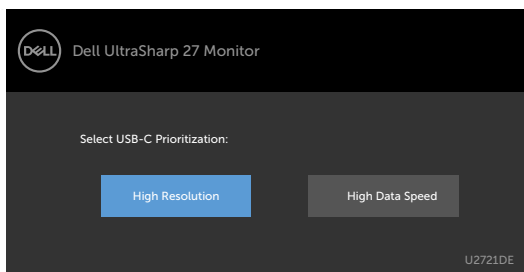 DELL
Dell UltraSharp 27 Monitor
Select USB-C Prioritization:
High Resolution
High Data Speed
U2721DE